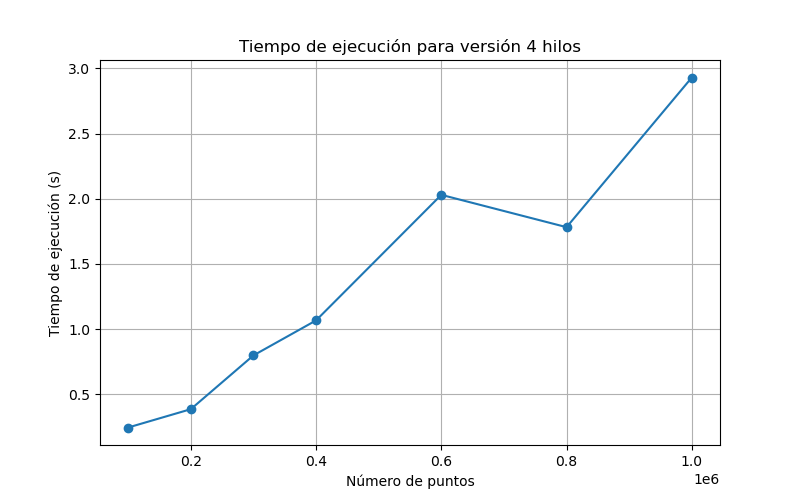 Tiempo de ejecución para versión 4 hilos
3.0
2.5
2.0
1.5
1.0
0.5
Tiempo de ejecución (s)
0.2 0.4 0.6 0.8 1.0
1e6
Número de puntos